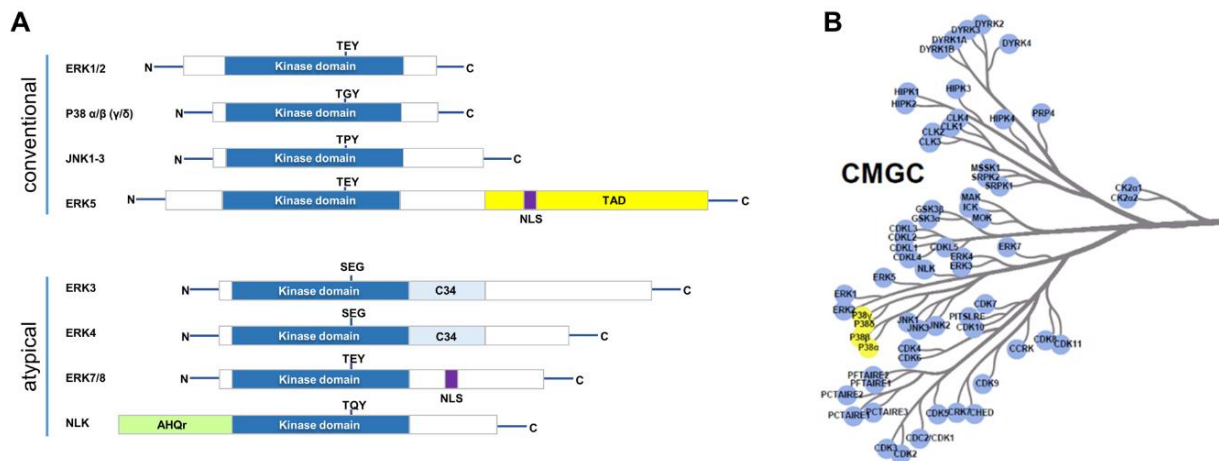 A
conventional
TEY
ERK1/2
N
Kinase domain
C
TGY
P38 α/β (γ/δ)
N
Kinase domain
C
TPY
JNK1-3
N
Kinase domain
C
TEY
ERK5
N
Kinase domain
TAD
C
NLS
atypical
SEG
ERK3
N
Kinase domain
C34
C
SEG
ERK4
N
Kinase domain
C34
C
TEY
ERK7/8
N
Kinase domain
C
NLS
TQY
NLK
AHQr
Kinase domain
C
B
CMGC
DYRK2
DYRK3
DYRK1A
DYRK1B
DYRK4
HIPK1
HIPK2
HIPK3
CLK4
CLK1
CLK2
CLK3
HIPK4
PRP4
MSSK1
SRPK2
SRPK1
CK2α1
CK2α2
MAK
ICK
MOK
GSK3β
GSK3α
CDKL3
CDKL2
CDKL1
CDKL5
CDKL4
ERK7
ERK4
ERK3
NLK
ERK5
ERK1
ERK2
P38γ
P38δ
P38β
P38α
JNK1
JNK3
JNK2
CDK7
PITSLRE
CDK10
CDK4
CDK6
CCRK
CDK8
CDK11
PFTAIRE2
PFTAIRE1
PCTAIRE2
PCTAIRE1
PCTAIRE3
CDK9
CDK5
CRK7
CHED
CDC2/CDK1
CDK3
CDK2